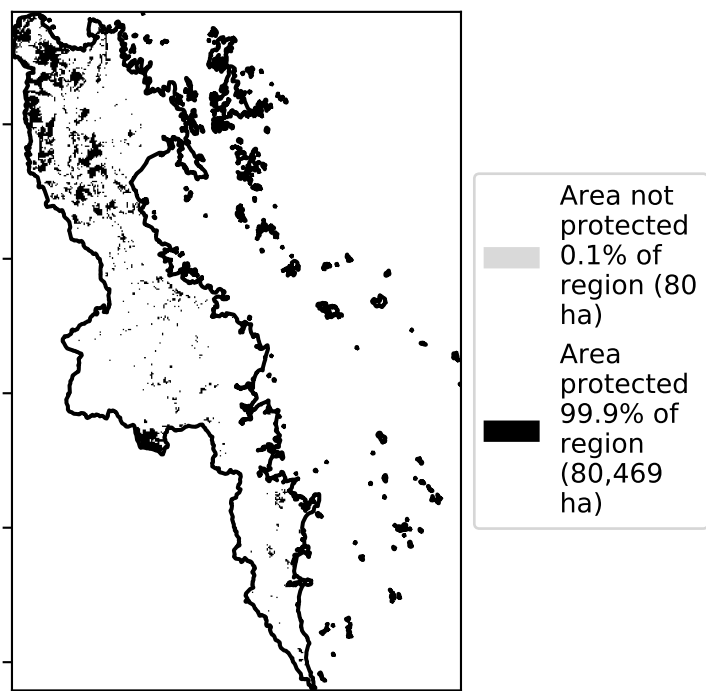 Area not
protected
0.1% of
region (80
ha)
Area
protected
99.9% of
region
(80,469
ha)